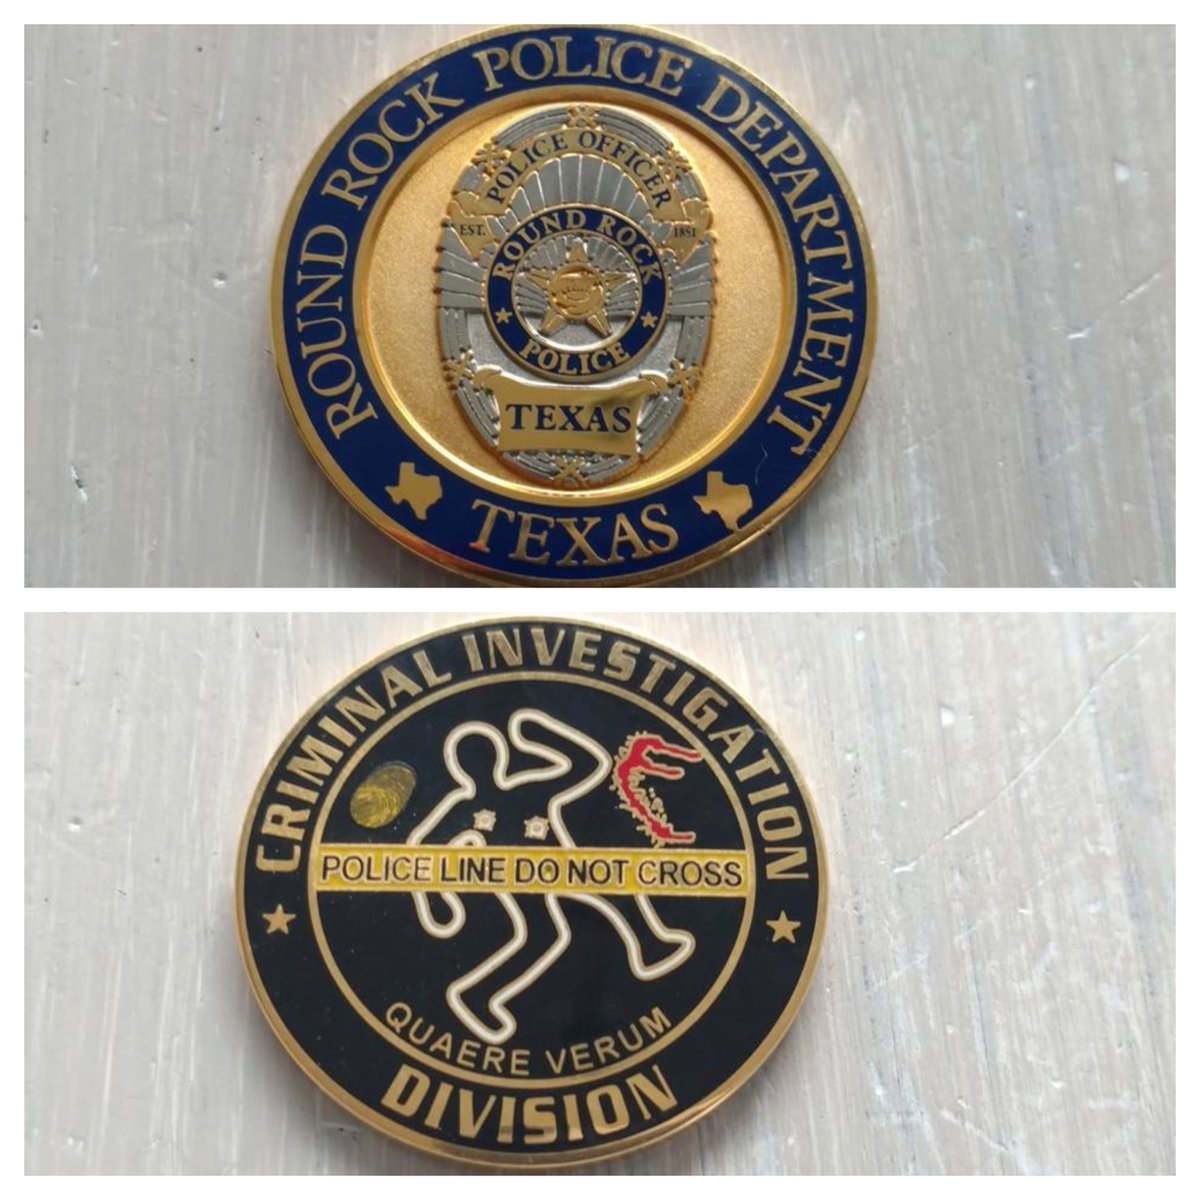 ROUND ROCK POLICE DEPARTMENT
POLICE OFFICER
EST. 1851
ROUND ROCK
POLICE
TEXAS
TEXAS
CRIMINAL INVESTIGATION
POLICE LINE DO NOT CROSS
QUAERE VERUM
DIVISION